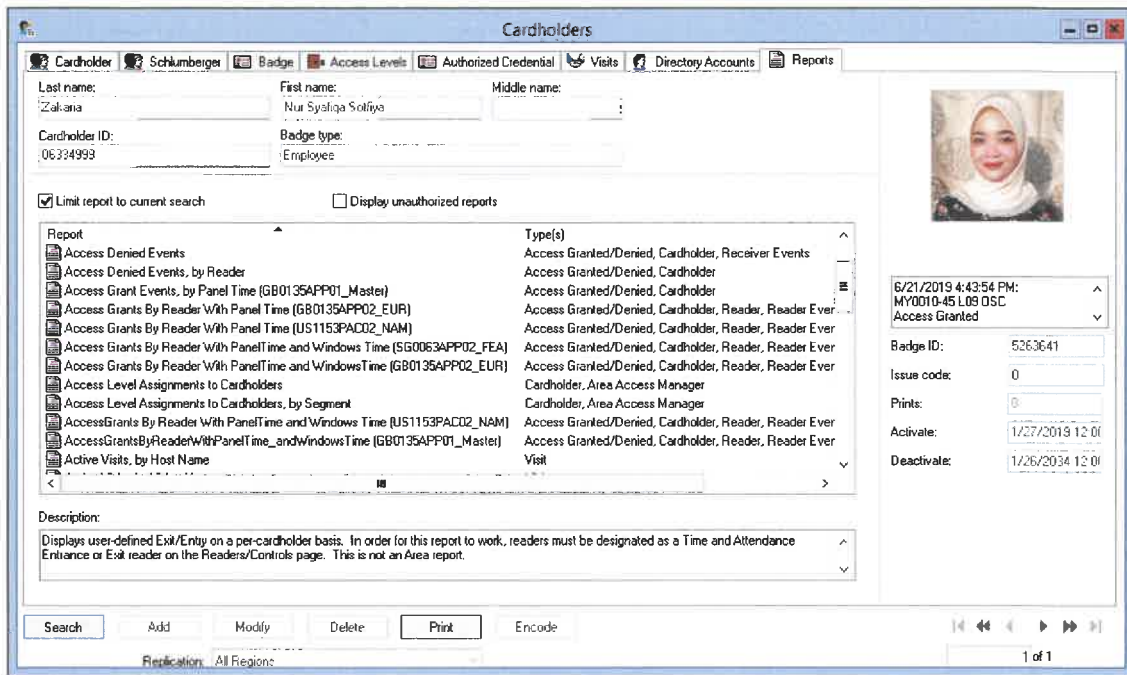 Cardholders
Cardholder Schlumberger Badge Access Levels Authorized Credential Visits Directory Accounts Reports
Last name: First name: Middle name:
Zakaria Nur Syafiqa Soffiya
Cardholder ID: Badge type:
06334999 Employee
Limit report to current search Display unauthorized reports
Report Type(s)
Access Denied Events Access Granted/Denied, Cardholder, Receiver Events
Access Denied Events, by Reader Access Granted/Denied, Cardholder
Access Grant Events, by Panel Time (GB0135APP01_Master) Access Granted/Denied, Cardholder
Access Grants By Reader With Panel Time (GB0135APP02_EUR) Access Granted/Denied, Cardholder, Reader, Reader Ever
Access Grants By Reader With Panel Time (US1153PAC02_NAM) Access Granted/Denied, Cardholder, Reader, Reader Ever
Access Grants By Reader With PanelTime and Windows Time (SG0063APP02_FEA) Access Granted/Denied, Cardholder, Reader, Reader Ever
Access Grants By Reader With PanelTime and WindowsTime (GB0135APP02_EUR) Access Granted/Denied, Cardholder, Reader, Reader Ever
Access Level Assignments to Cardholders Cardholder, Area Access Manager
Access Level Assignments to Cardholders, by Segment Cardholder, Area Access Manager
AccessGrants By Reader With PanelTime and Windows Time (US1153PAC02_NAM) Access Granted/Denied, Cardholder, Reader, Reader Ever
AccessGrantsByReaderWithPanelTime_andWindowsTime (GB0135APP01_Master) Access Granted/Denied, Cardholder, Reader, Reader Ever
Active Visits, by Host Name Visit
Description:
Displays user-defined Exit/Entry on a per-cardholder basis. In order for this report to work, readers must be designated as a Time and Attendance
Entrance or Exit reader on the Readers/Controls page. This is not an Area report.
6/21/2019 4:43:54 PM:
MY0010-45 L09 OSC
Access Granted
Badge ID: 5263641
Issue code: 0
Prints:
Activate: 1/27/2019 12:00
Deactivate: 1/26/2034 12:00
Search Add Modify Delete Print Encode
Replication: All Regions
1 of 1